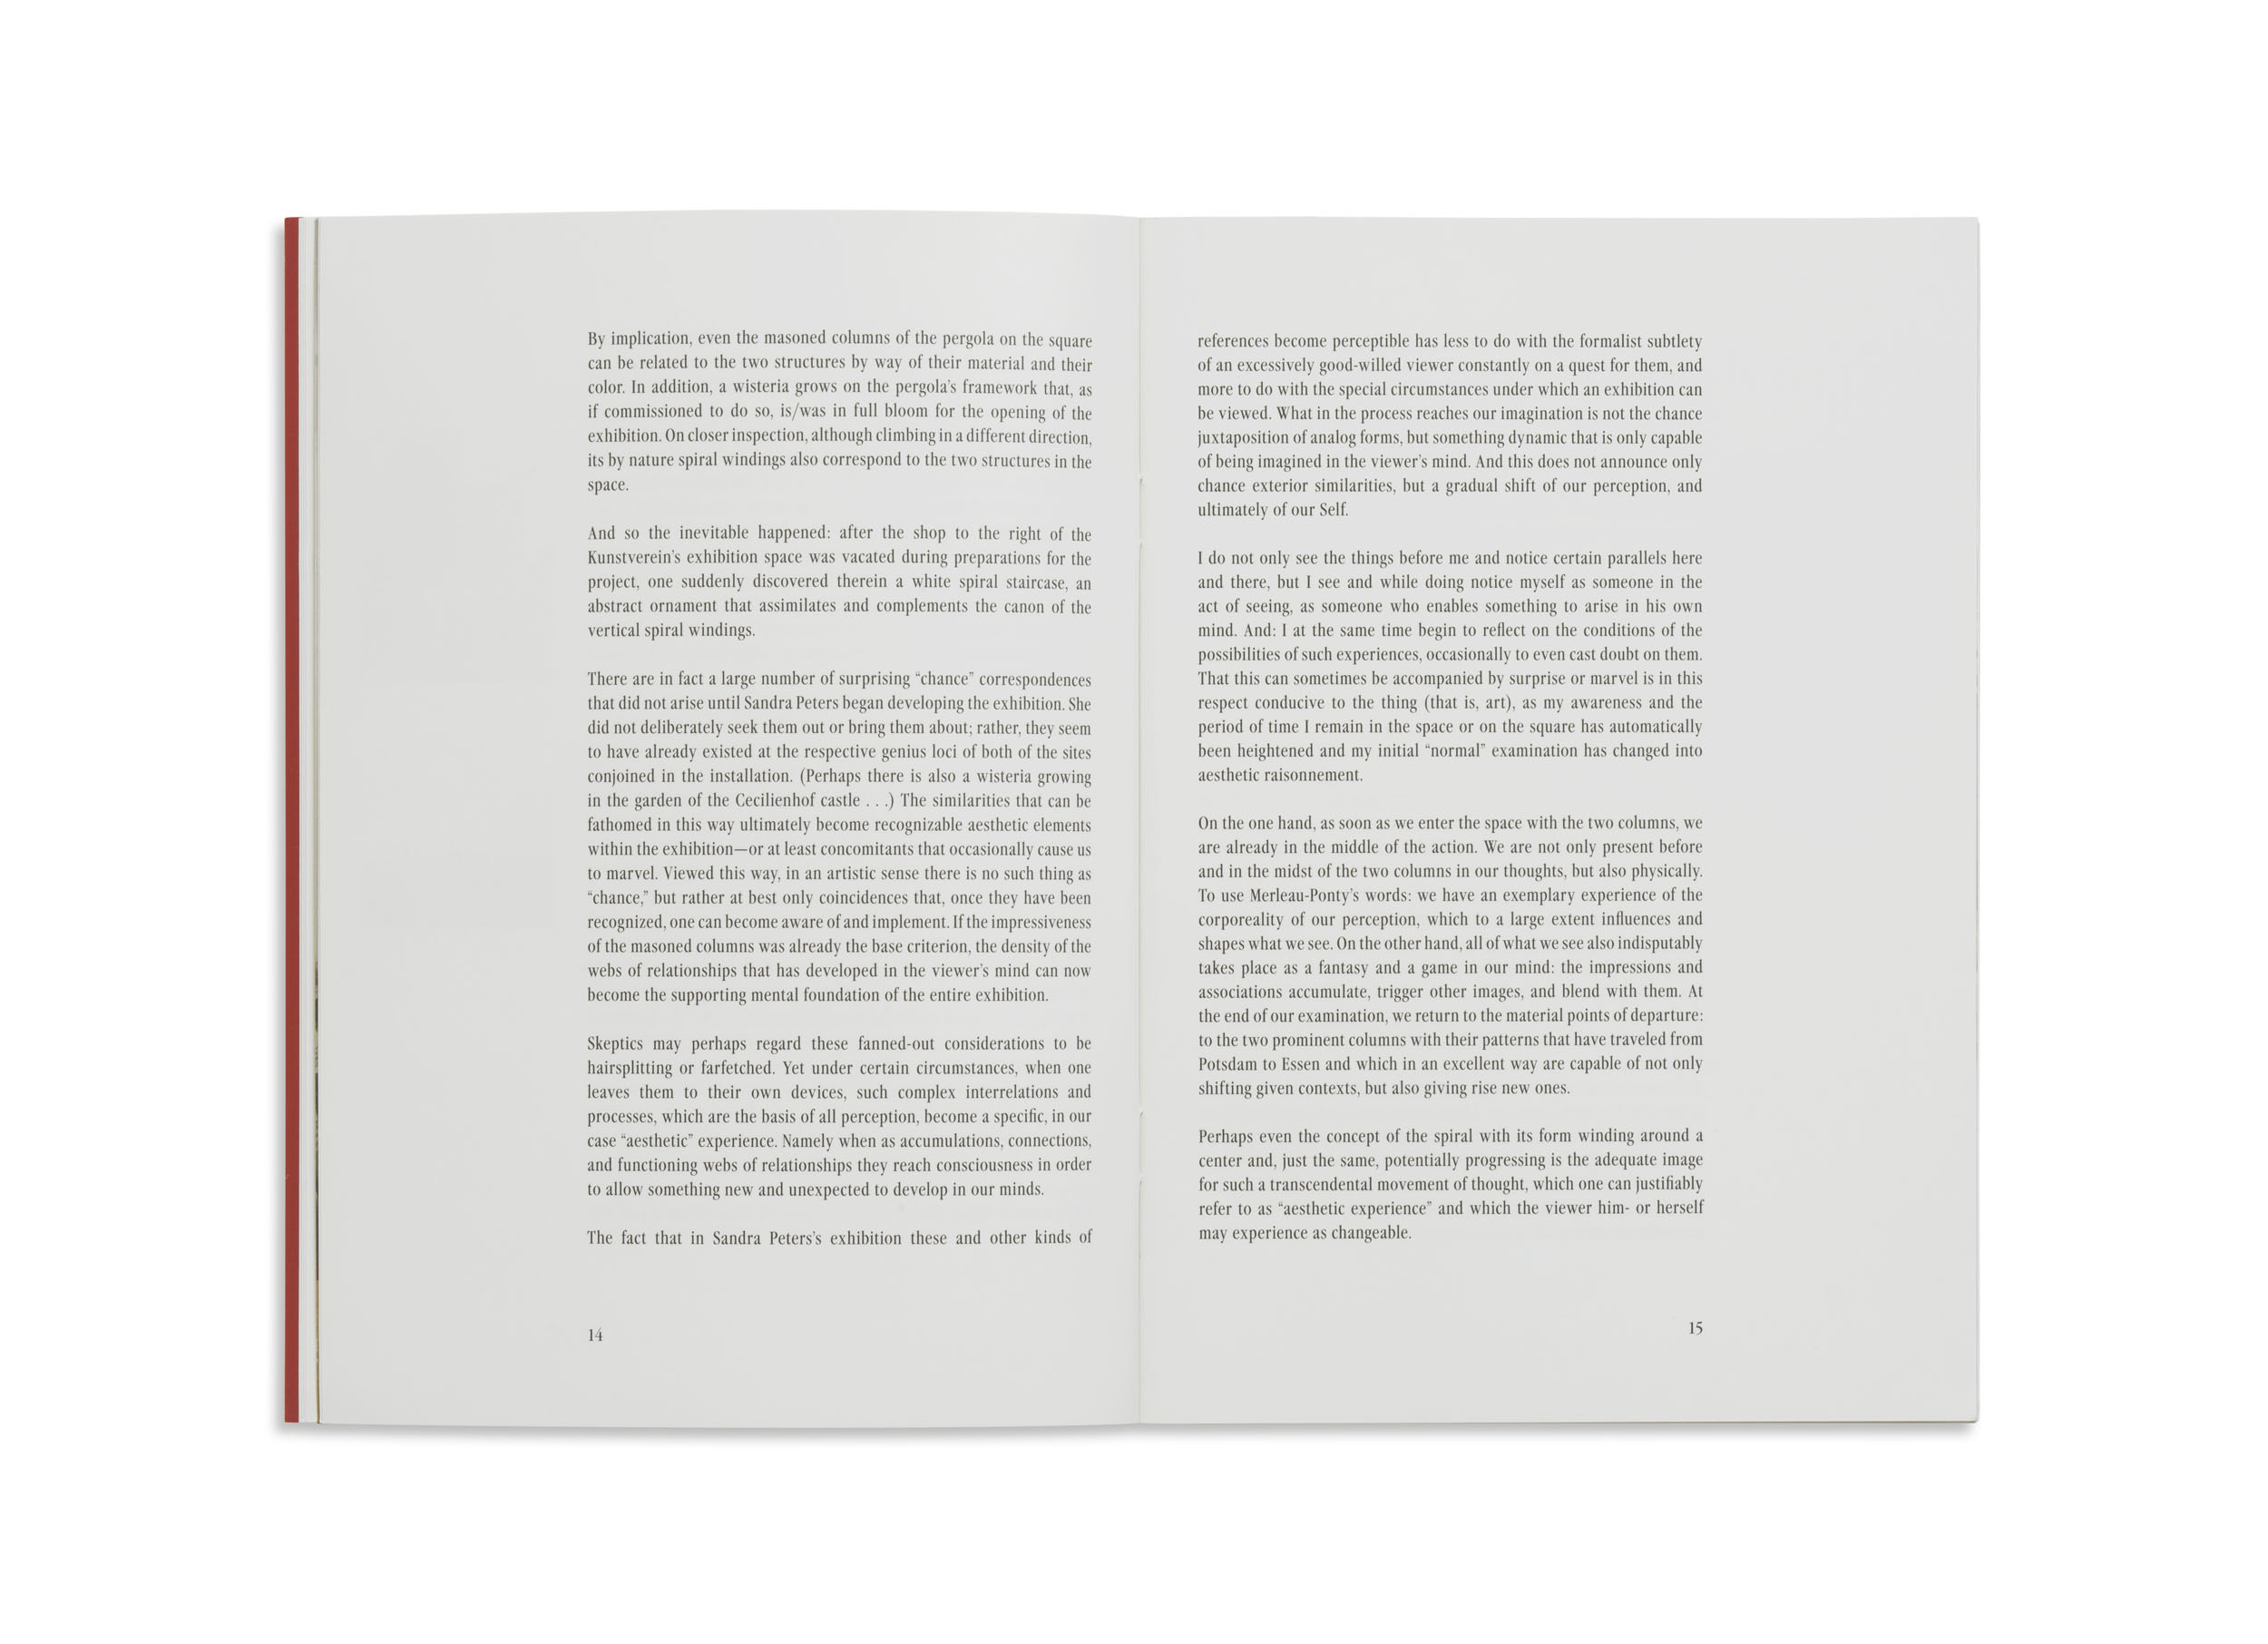 By implication, even the masoned columns of the pergola on the square
can be related to the two structures by way of their material and their
color. In addition, a wisteria grows on the pergola's framework that, as
if commissioned to do so, is/was in full bloom for the opening of the
exhibition. On closer inspection, although climbing in a different direction,
its by nature spiral windings also correspond to the two structures in the
space.
And so the inevitable happened: after the shop to the right of the
Kunstverein's exhibition space was vacated during preparations for the
project, one suddenly discovered therein a white spiral staircase, an
abstract ornament that assimilates and complements the canon of the
vertical spiral windings.
There are in fact a large number of surprising “chance” correspondences
that did not arise until Sandra Peters began developing the exhibition. She
did not deliberately seek them out or bring them about; rather, they seem
to have already existed at the respective genius loci of both of the sites
conjoined in the installation. (Perhaps there is also a wisteria growing
in the garden of the Cecilienhof castle . . .) The similarities that can be
fathomed in this way ultimately become recognizable aesthetic elements
within the exhibition—or at least concomitants that occasionally cause us
to marvel. Viewed this way, in an artistic sense there is no such thing as
“chance,” but rather at best only coincidences that, once they have been
recognized, one can become aware of and implement. If the impressiveness
of the masoned columns was already the base criterion, the density of the
webs of relationships that has developed in the viewer's mind can now
become the supporting mental foundation of the entire exhibition.
Skeptics may perhaps regard these fanned-out considerations to be
hairsplitting or farfetched. Yet under certain circumstances, when one
leaves them to their own devices, such complex interrelations and
processes, which are the basis of all perception, become a specific, in our
case “aesthetic” experience. Namely when as accumulations, connections,
and functioning webs of relationships they reach consciousness in order
to allow something new and unexpected to develop in our minds.
The fact that in Sandra Peters's exhibition these and other kinds of
14
references become perceptible has less to do with the formalist subtlety
of an excessively good-willed viewer constantly on a quest for them, and
more to do with the special circumstances under which an exhibition can
be viewed. What in the process reaches our imagination is not the chance
juxtaposition of analog forms, but something dynamic that is only capable
of being imagined in the viewer's mind. And this does not announce only
chance exterior similarities, but a gradual shift of our perception, and
ultimately of our Self.
I do not only see the things before me and notice certain parallels here
and there, but I see and while doing notice myself as someone in the
act of seeing, as someone who enables something to arise in his own
mind. And: I at the same time begin to reflect on the conditions of the
possibilities of such experiences, occasionally to even cast doubt on them.
That this can sometimes be accompanied by surprise or marvel is in this
respect conducive to the thing (that is, art), as my awareness and the
period of time I remain in the space or on the square has automatically
been heightened and my initial “normal” examination has changed into
aesthetic raisonnement.
On the one hand, as soon as we enter the space with the two columns, we
are already in the middle of the action. We are not only present before
and in the midst of the two columns in our thoughts, but also physically.
To use Merleau-Ponty's words: we have an exemplary experience of the
corporeality of our perception, which to a large extent influences and
shapes what we see. On the other hand, all of what we see also indisputably
takes place as a fantasy and a game in our mind: the impressions and
associations accumulate, trigger other images, and blend with them. At
the end of our examination, we return to the material points of departure:
to the two prominent columns with their patterns that have traveled from
Potsdam to Essen and which in an excellent way are capable of not only
shifting given contexts, but also giving rise new ones.
Perhaps even the concept of the spiral with its form winding around a
center and, just the same, potentially progressing is the adequate image
for such a transcendental movement of thought, which one can justifiably
refer to as “aesthetic experience” and which the viewer him- or herself
may experience as changeable.
15